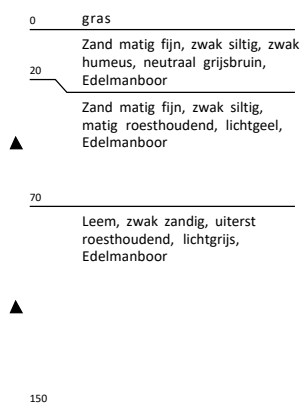 0 gras
Zand matig fijn, zwak siltig, zwak
humeus, neutraal grijsbruin,
20
Edelmanboor
Zand matig fijn, zwak siltig,
matig roesthoudend, lichtgeel,
Edelmanboor
70
Leem, zwak zandig, uiterst
roesthoudend, lichtgrijs,
Edelmanboor
150